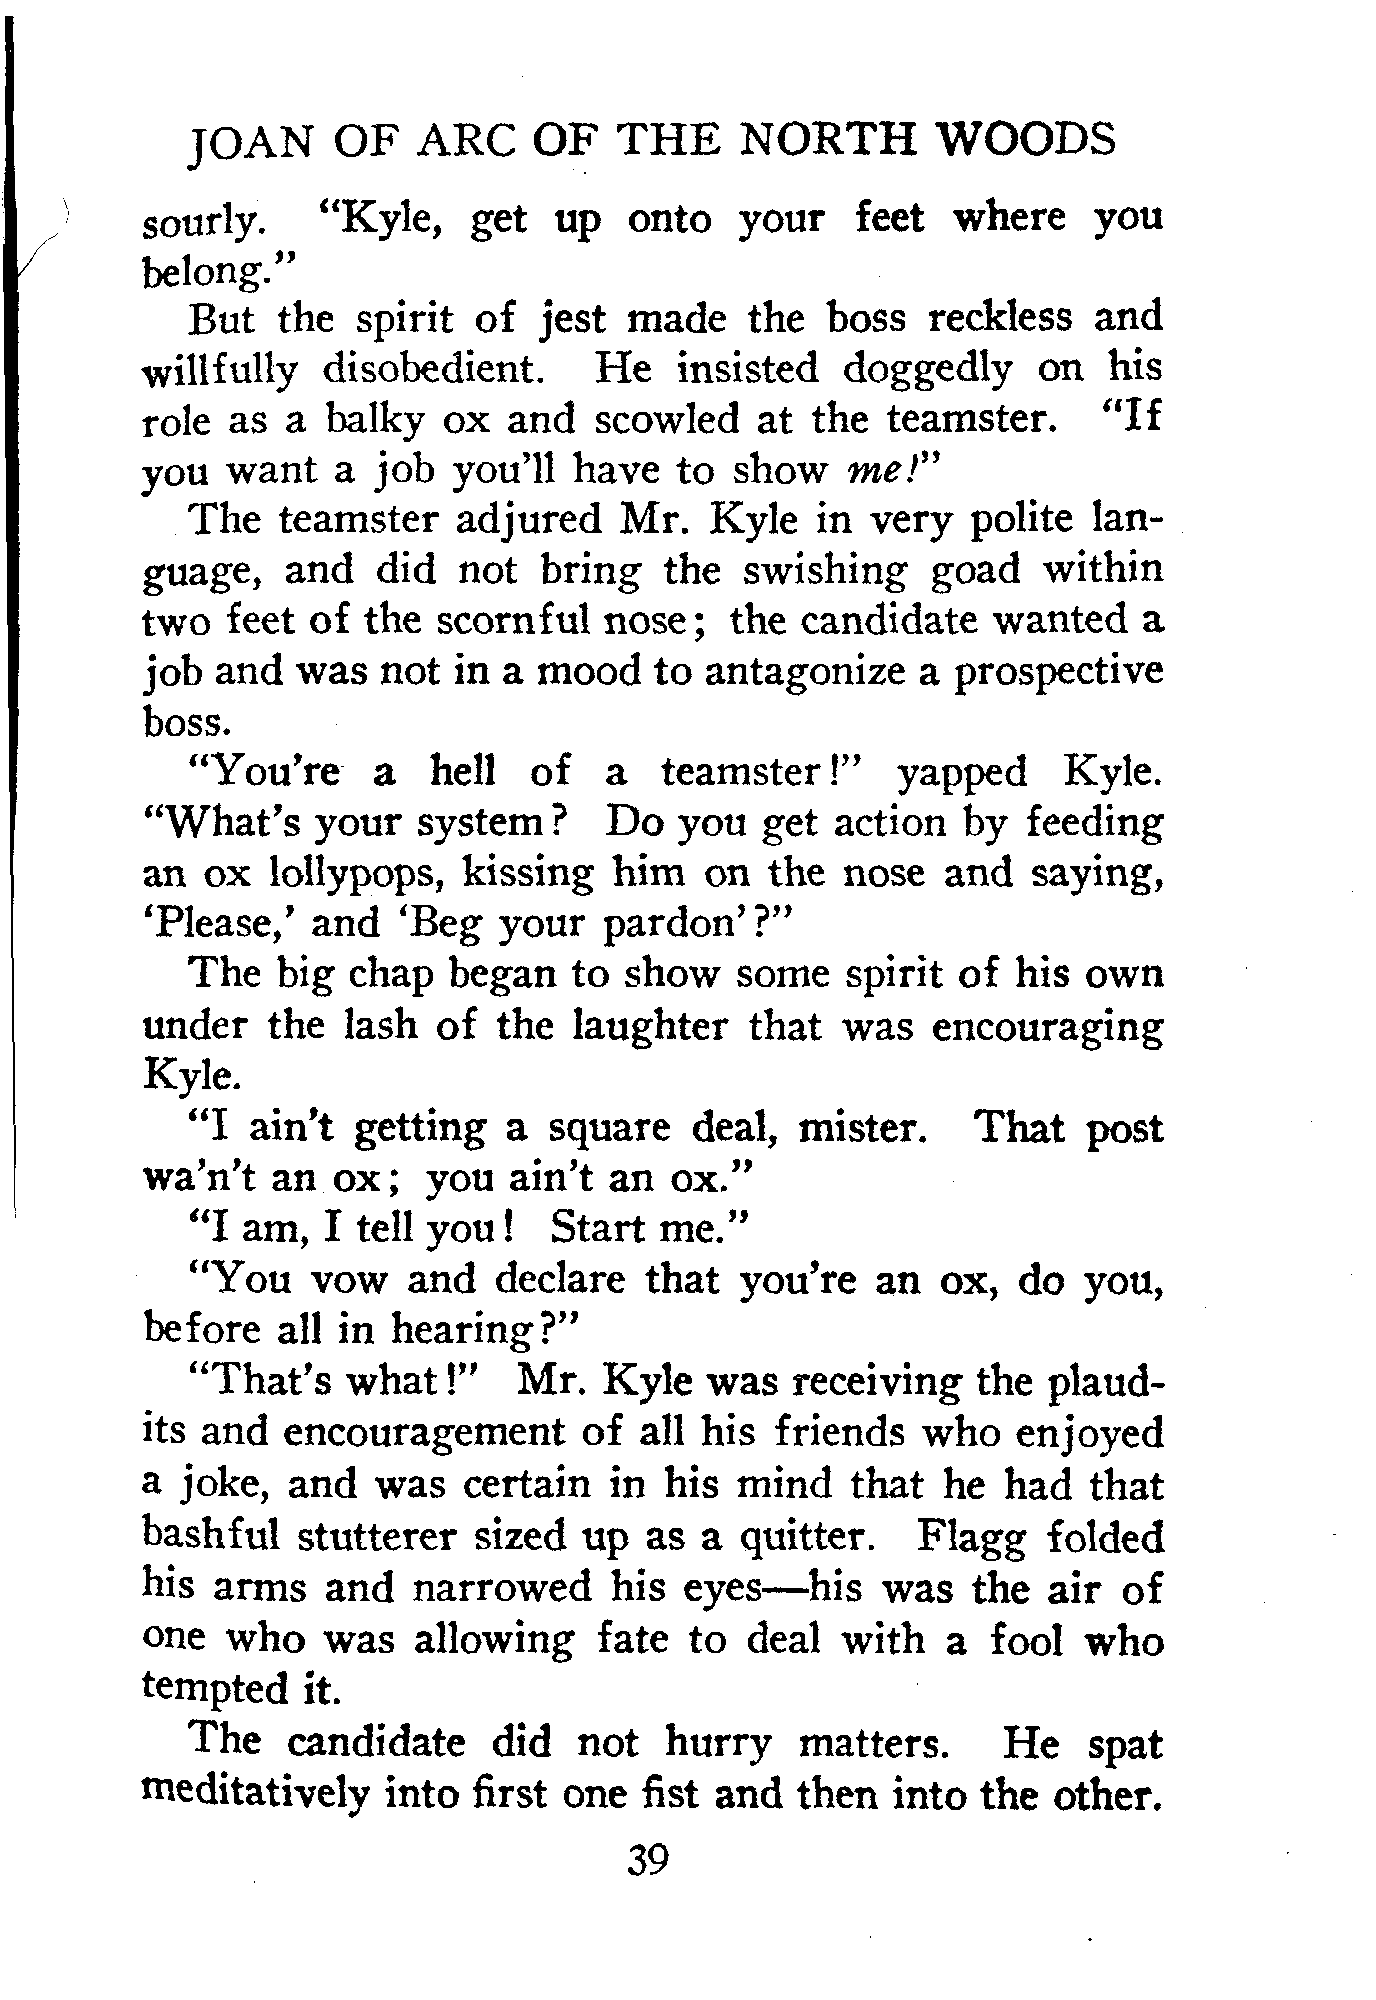 JOAN OF ARC OF THE NORTH WOODS
sourly. "Kyle, get up onto your feet where you
belong."
But the spirit of jest made the boss reckless and
willfully disobedient. He insisted doggedly on his
role as a balky ox and scowled at the teamster. "If
you want a job you'll have to show me!"
The teamster adjured Mr. Kyle in very polite lan-
guage, and did not bring the swishing goad within
two feet of the scornful nose; the candidate wanted a
job and was not in a mood to antagonize a prospective
boss.
"You're a hell of a teamster!" yapped Kyle.
"What's your system? Do you get action by feeding
an ox lollypops, kissing him on the nose and saying,
'Please,' and 'Beg your pardon'?"
The big chap began to show some spirit of his own
under the lash of the laughter that was encouraging
Kyle.
"I ain't getting a square deal, mister. That post
wa'n't an ox; you ain't an ox."
"I am, I tell you! Start me."
"You vow and declare that you're an ox, do you,
before all in hearing?"
"That's what!" Mr. Kyle was receiving the plaud-
its and encouragement of all his friends who enjoyed
a joke, and was certain in his mind that he had that
bashful stutterer sized up as a quitter. Flagg folded
his arms and narrowed his eyes—his was the air of
one who was allowing fate to deal with a fool who
tempted it.
The candidate did not hurry matters. He spat
meditatively into first one fist and then into the other.
39